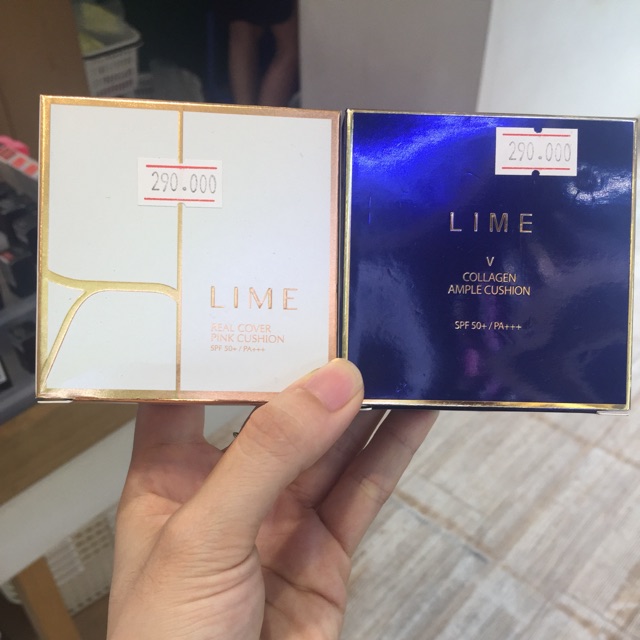 290.000
LIME
REAL COVER
PINK CUSHION
SPF 50+ / PA+++
290.000
LIME
V
COLLAGEN
AMPLE CUSHION
SPF 50+ / PA+++